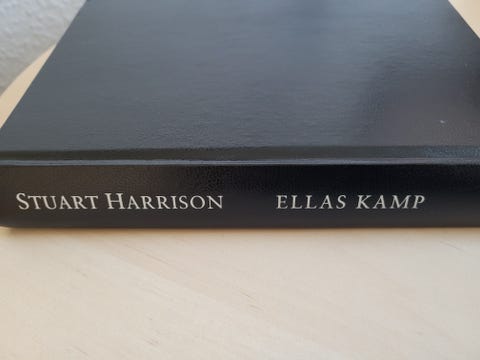 STUART HARRISON ELLAS KAMP